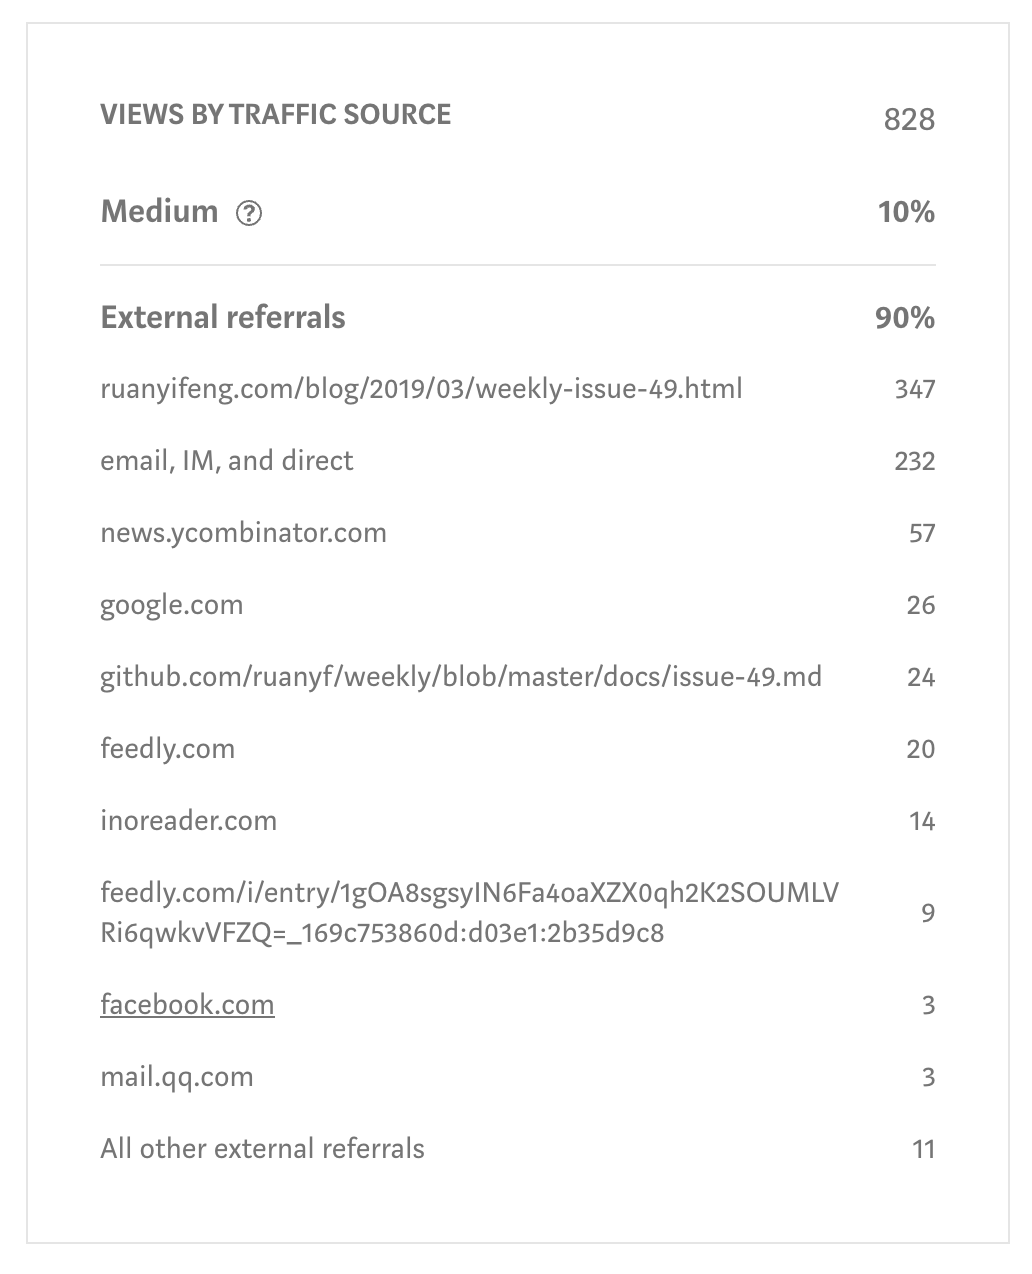 VIEWS BY TRAFFIC SOURCE 828
Medium ? 10%
External referrals 90%
ruanyifeng.com/blog/2019/03/weekly-issue-49.html 347
email, IM, and direct 232
news.ycombinator.com 57
google.com 26
github.com/ruanyf/weekly/blob/master/docs/issue-49.md 24
feedly.com 20
inoreader.com 14
feedly.com/i/entry/1gOA8sgsyIN6Fa4oaXZX0qh2K2SOUMLV
Ri6qwkvVFZQ=_169c753860d:d03e1:2b35d9c8 9
facebook.com 3
mail.qq.com 3
All other external referrals 11